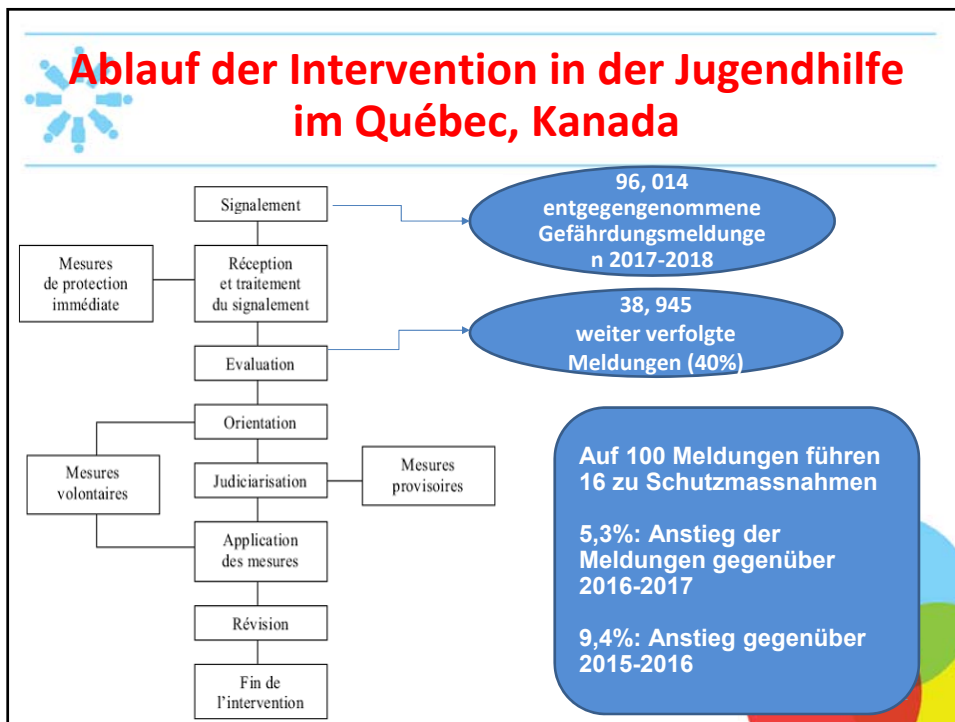 Ablauf der Intervention in der Jugendhilfe
im Québec, Kanada
Signalement
96, 014
entgegengenommene
Gefährdungsmeldunge
n 2017-2018
Mesures
de protection
immédiate
Réception
et traitement
du signalement
38, 945
weiter verfolgte
Meldungen (40%)
Evaluation
Orientation
Mesures
volontaires
Judiciarisation
Mesures
provisoires
Application
des mesures
Révision
Fin de
l'intervention
Auf 100 Meldungen führen
16 zu Schutzmassnahmen
5,3%: Anstieg der
Meldungen gegenüber
2016-2017
9,4%: Anstieg gegenüber
2015-2016